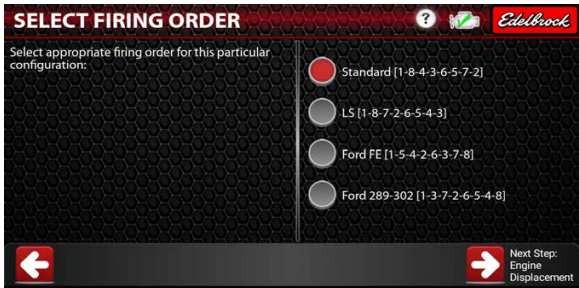 SELECT FIRING ORDER
?
Edelbrock
Select appropriate firing order for this particular
configuration:
Standard [1-8-4-3-6-5-7-2]
LS [1-8-7-2-6-5-4-3]
Ford FE [1-5-4-2-6-3-7-8]
Ford 289-302 [1-3-7-2-6-5-4-8]
Next Step:
Engine
Displacement